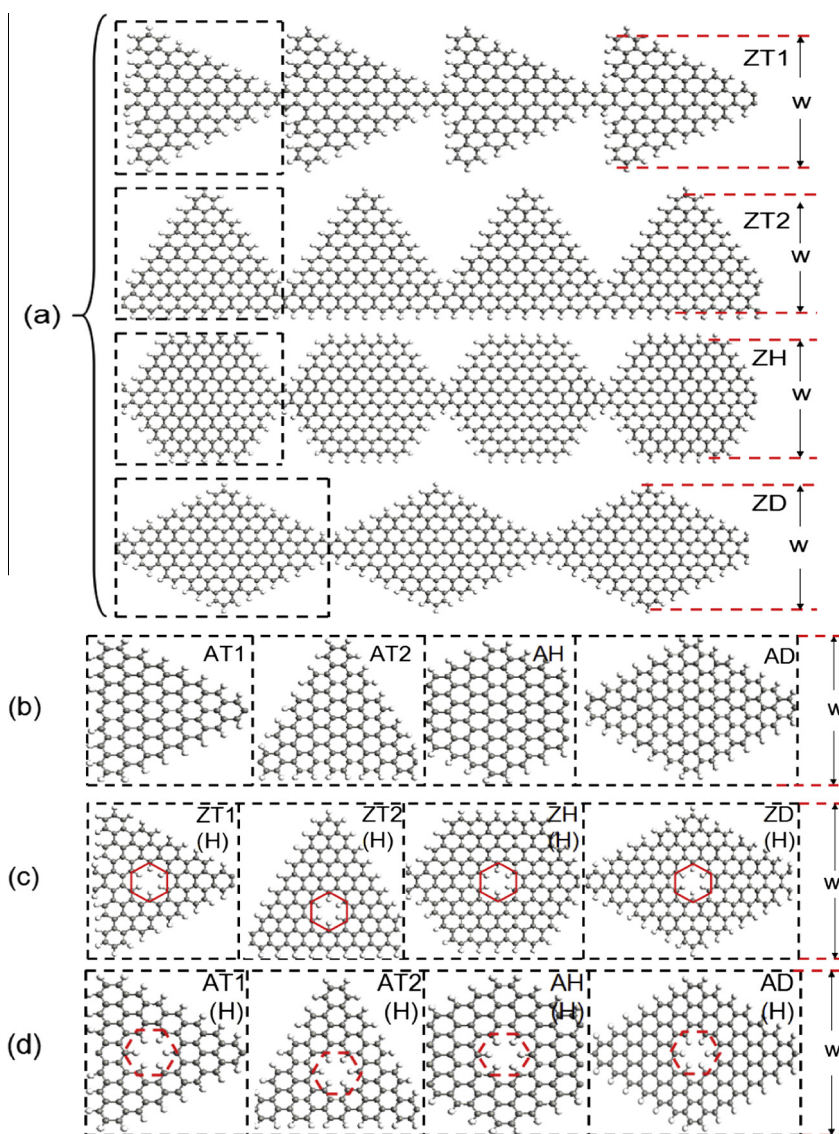 (a)
ZT1
w
ZT2
w
ZH
w
ZD
w
(b)
AT1
AT2
AH
AD
w
(c)
ZT1
(H)
ZT2
(H)
ZH
(H)
ZD
(H)
w
(d)
AT1
(H)
AT2
(H)
AH
(H)
AD
(H)
w